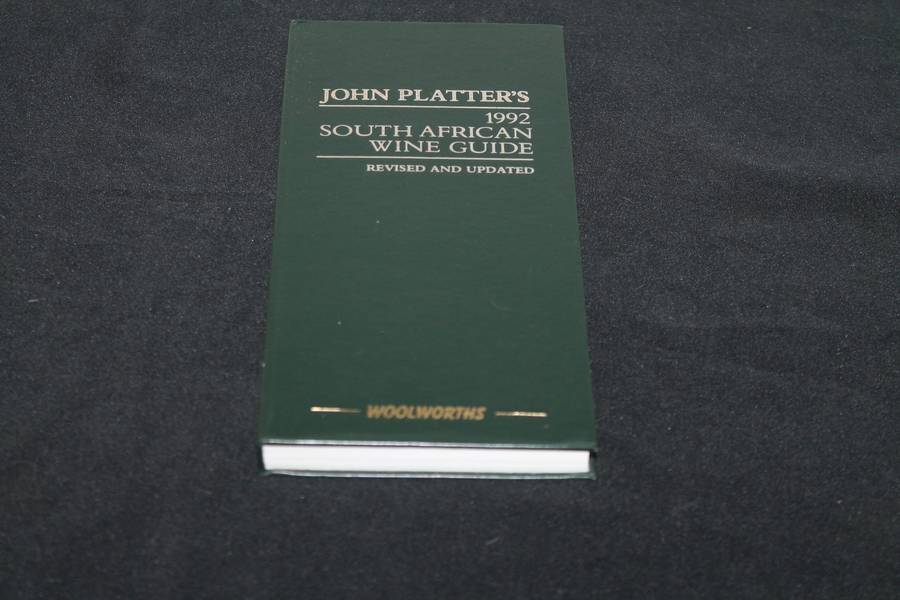 JOHN PLATTER'S
1992
SOUTH AFRICAN
WINE GUIDE
REVISED AND UPDATED
WOOLWORTHS